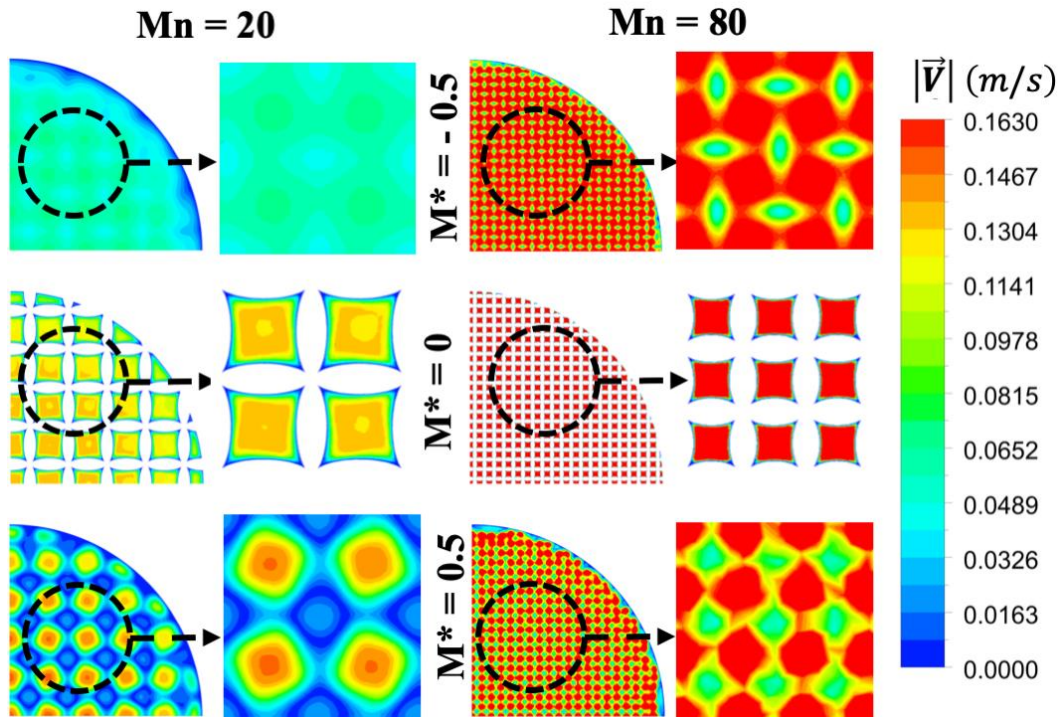 Mn = 20
Mn = 80
M* = - 0.5
M* = 0
M* = 0.5
|V⃗| (m/s)
0.1630
0.1467
0.1304
0.1141
0.0978
0.0815
0.0652
0.0489
0.0326
0.0163
0.0000